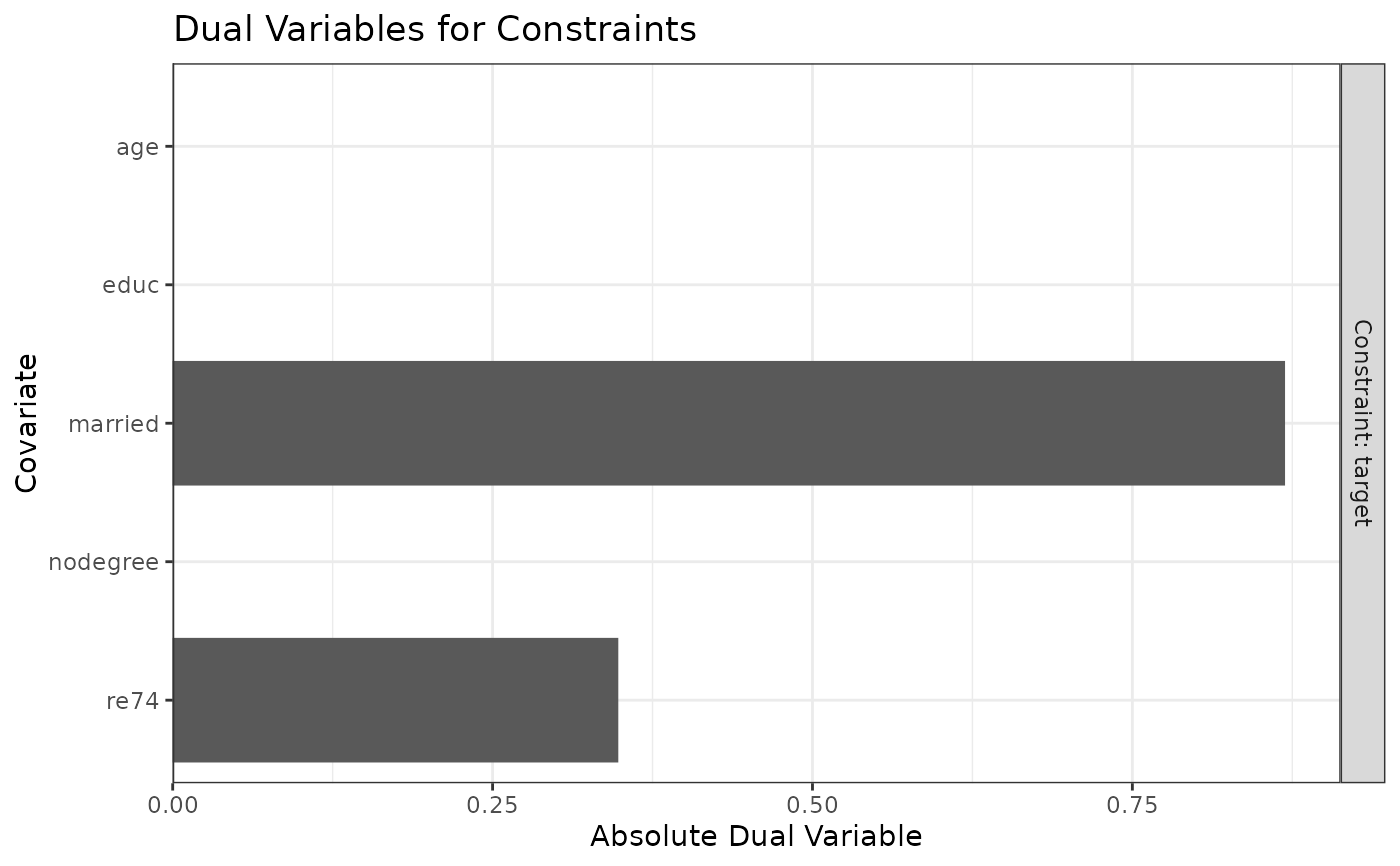 Dual Variables for Constraints
age
educ
married
nodegree
re74
Covariate
Constraint: target
0.00 0.25 0.50 0.75
Absolute Dual Variable